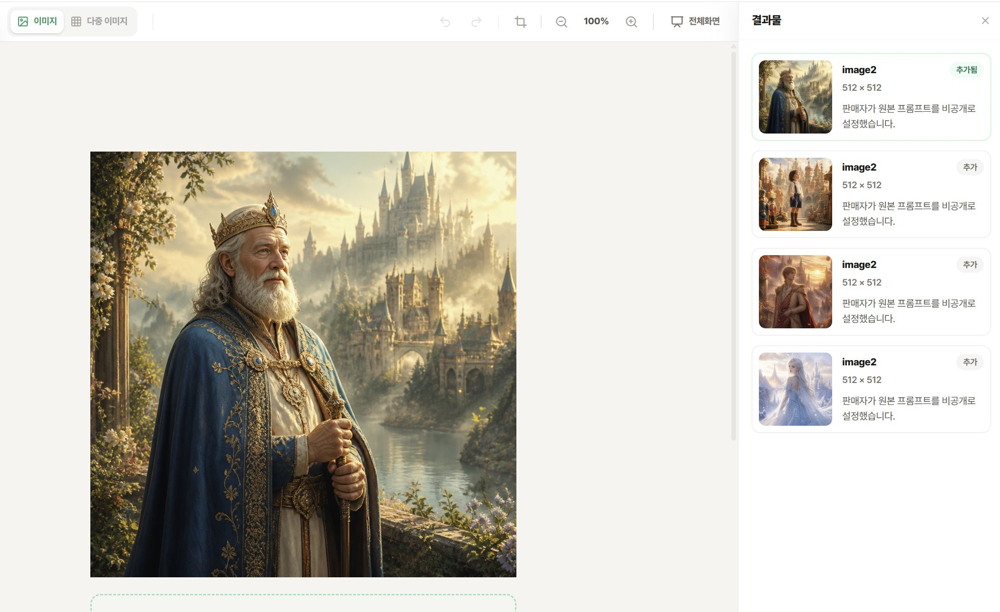 이미지
다중 이미지
100%
전체화면
결과물
image2
추가됨
512 × 512
판매자가 원본 프롬프트를 비공개로
설정했습니다.
image2
추가
512 × 512
판매자가 원본 프롬프트를 비공개로
설정했습니다.
image2
추가
512 × 512
판매자가 원본 프롬프트를 비공개로
설정했습니다.
image2
추가
512 × 512
판매자가 원본 프롬프트를 비공개로
설정했습니다.